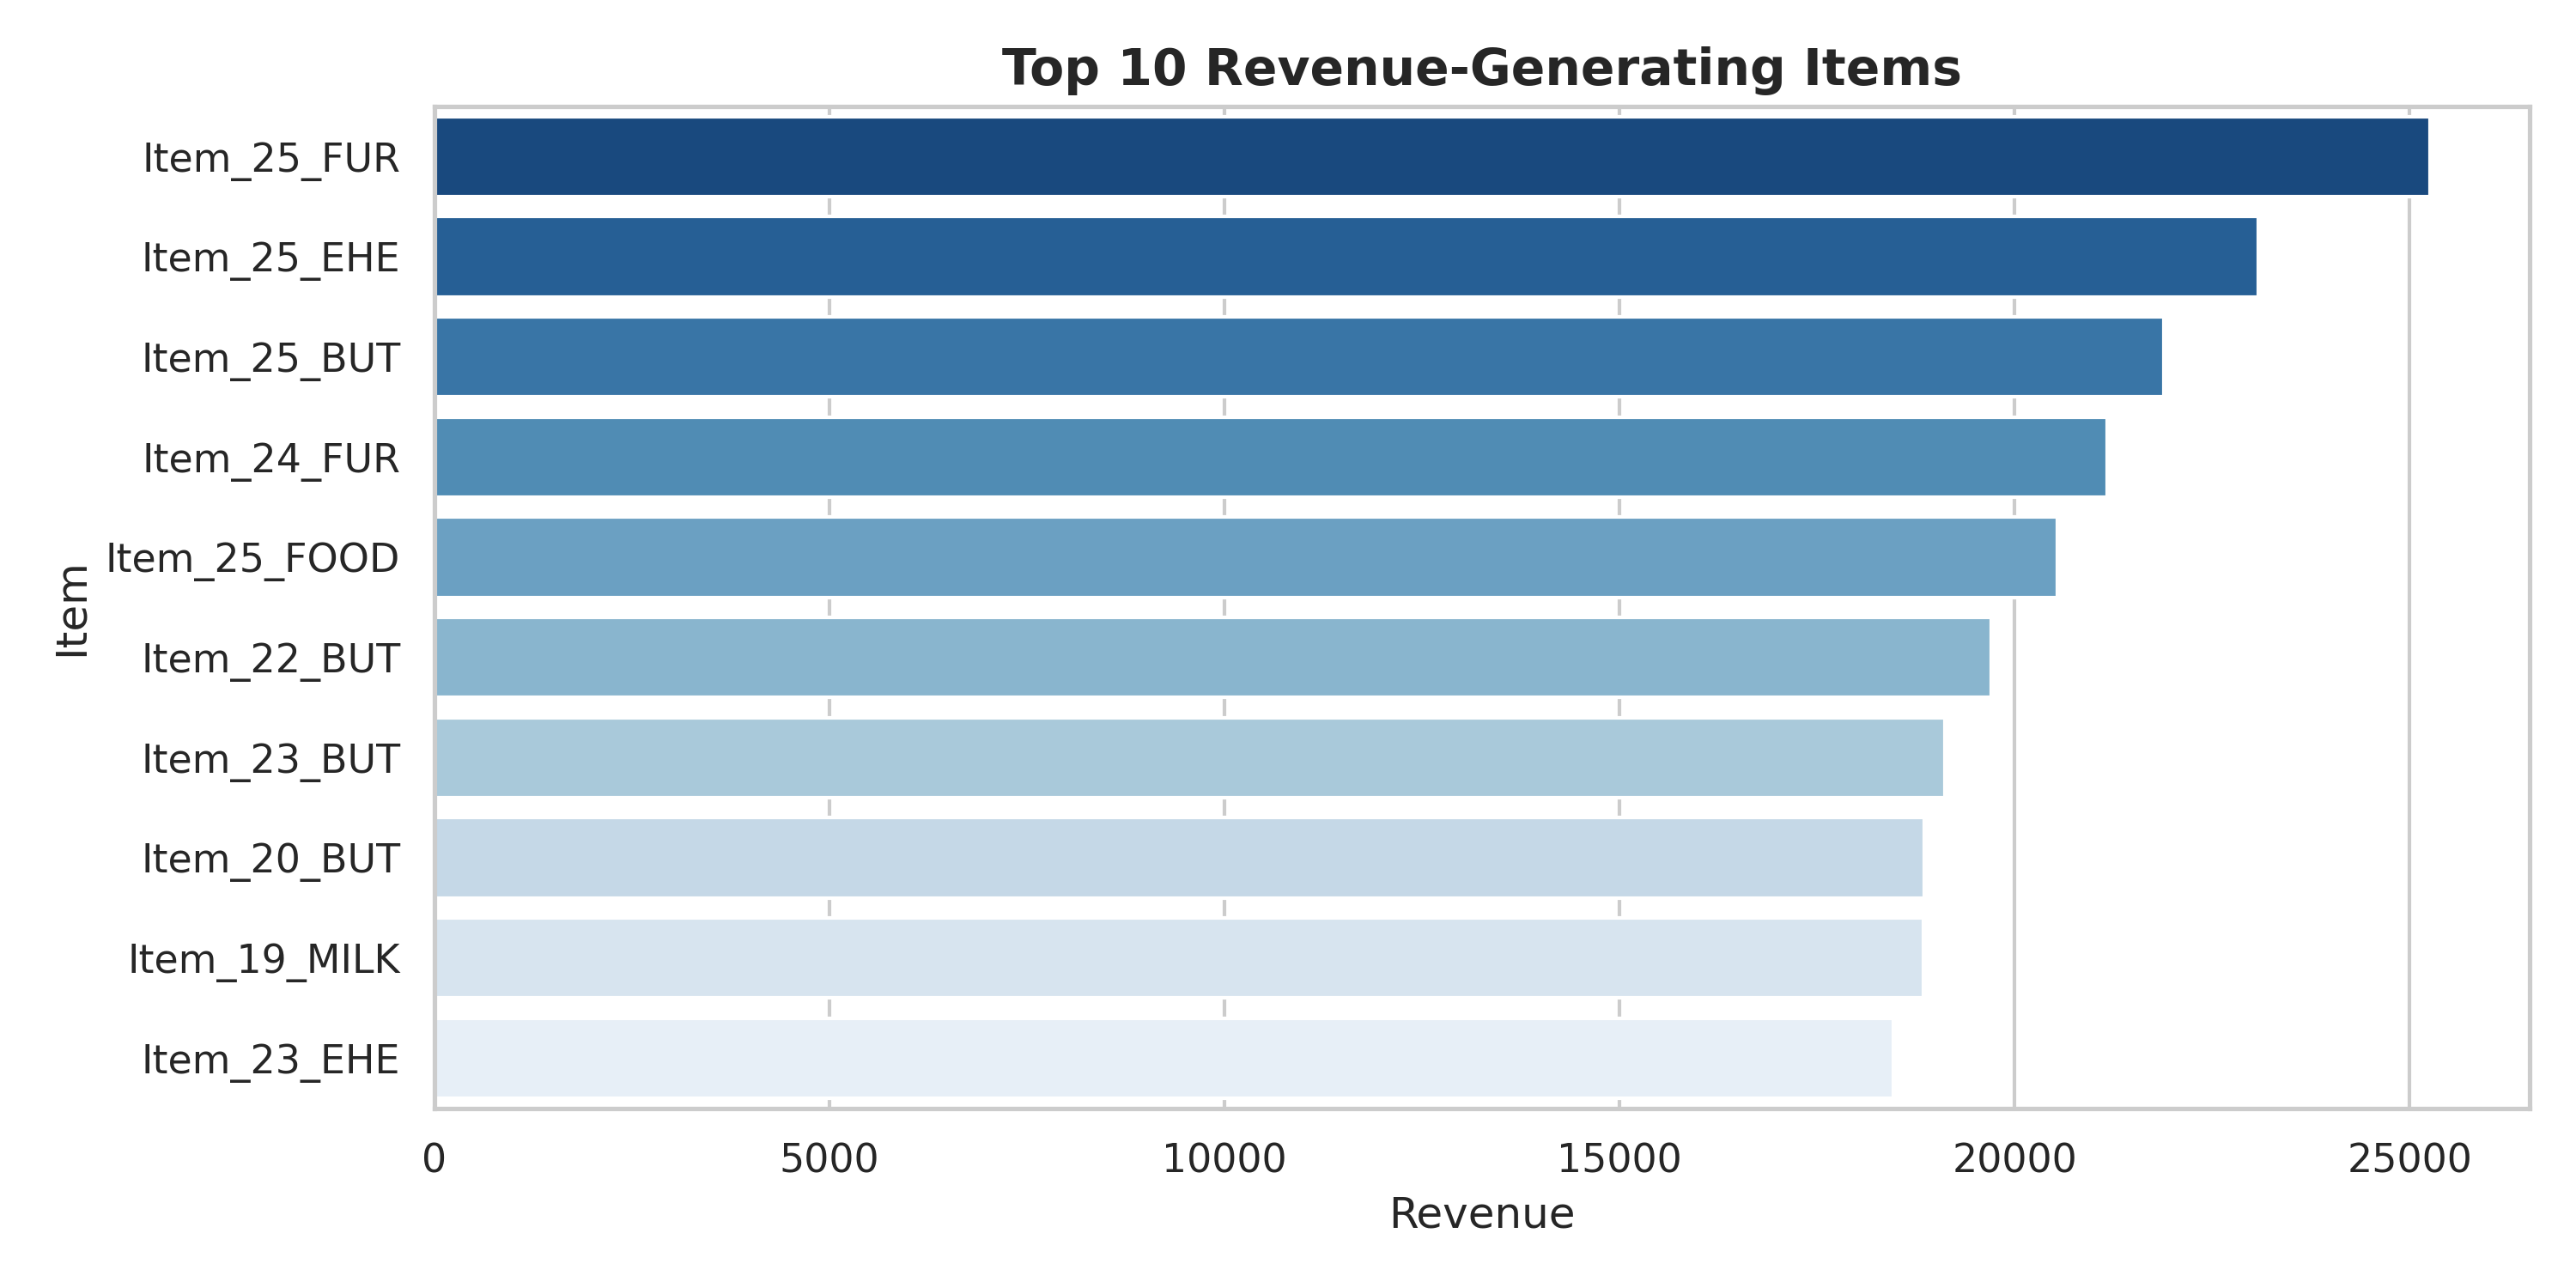 Top 10 Revenue-Generating Items
Item_25_FUR
Item_25_EHE
Item_25_BUT
Item_24_FUR
Item_25_FOOD
Item_22_BUT
Item_23_BUT
Item_20_BUT
Item_19_MILK
Item_23_EHE
Item
0 5000 10000 15000 20000 25000
Revenue